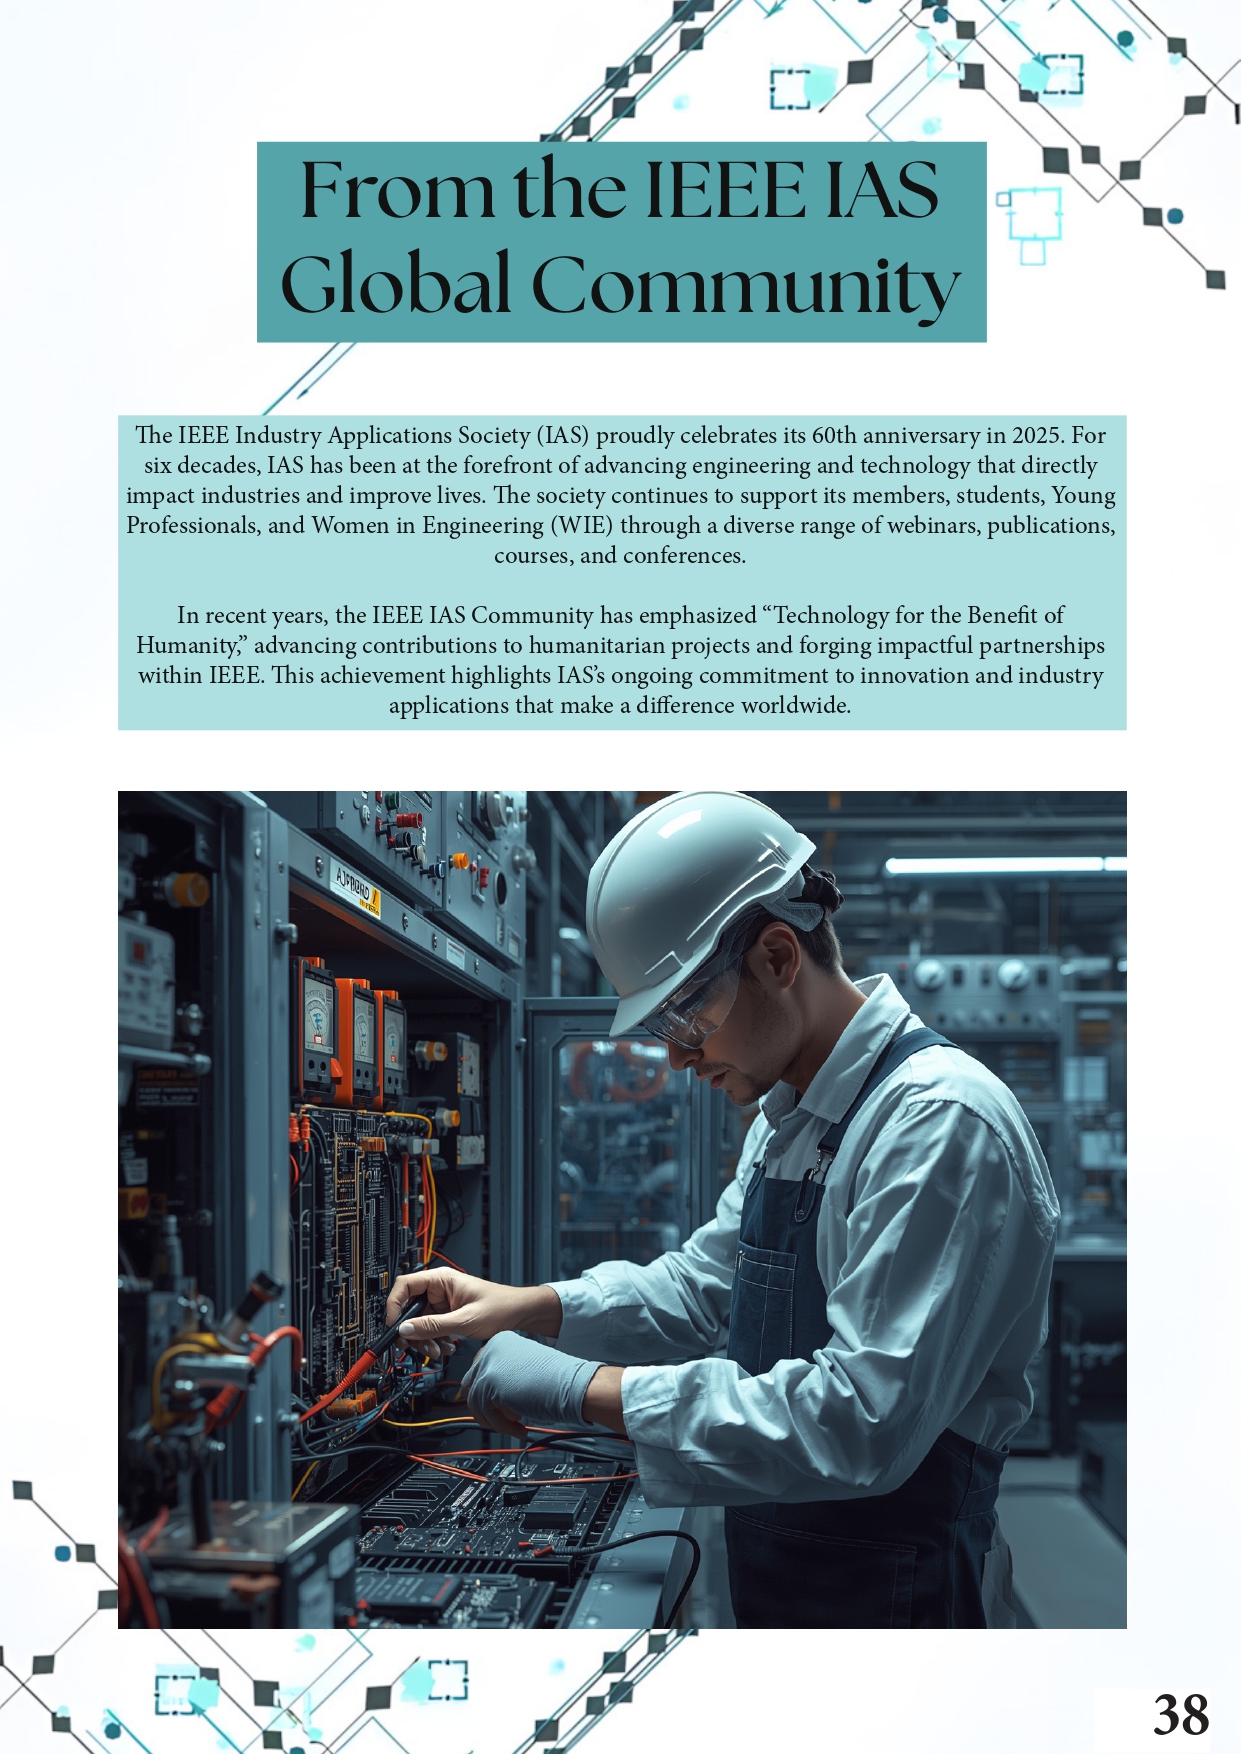 From the IEEE IAS
Global Community
The IEEE Industry Applications Society (IAS) proudly celebrates its 60th anniversary in 2025. For
six decades, IAS has been at the forefront of advancing engineering and technology that directly
impact industries and improve lives. The society continues to support its members, students, Young
Professionals, and Women in Engineering (WIE) through a diverse range of webinars, publications,
courses, and conferences.
In recent years, the IEEE IAS Community has emphasized “Technology for the Benefit of
Humanity,” advancing contributions to humanitarian projects and forging impactful partnerships
within IEEE. This achievement highlights IAS’s ongoing commitment to innovation and industry
applications that make a difference worldwide.
38